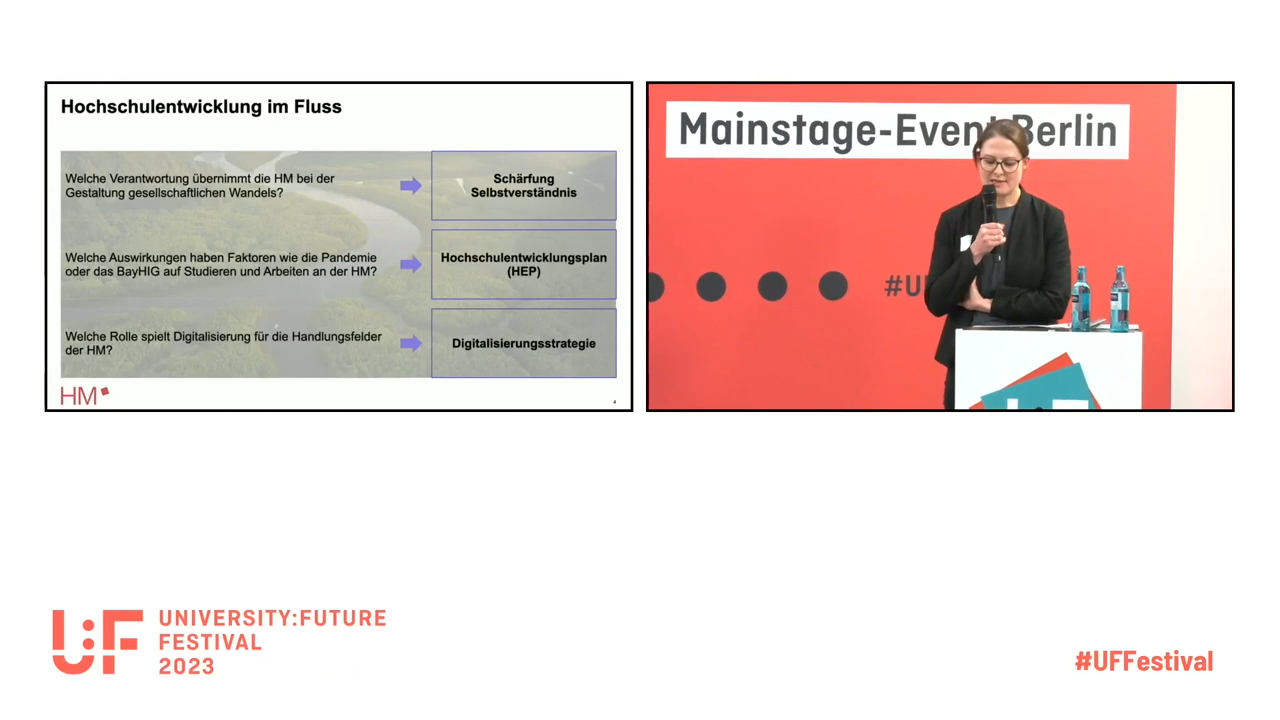 Hochschulentwicklung im Fluss
Welche Verantwortung übernimmt die HM bei der
Gestaltung gesellschaftlichen Wandels?
Schärfung
Selbstverständnis
Welche Auswirkungen haben Faktoren wie die Pandemie
oder das BayHIG auf Studieren und Arbeiten an der HM?
Hochschulentwicklungsplan
(HEP)
Welche Rolle spielt Digitalisierung für die Handlungsfelder
der HM?
Digitalisierungsstrategie
HM
4
Mainstage-Event Berlin
#U
U:F
UNIVERSITY:FUTURE
FESTIVAL
2023
#UFFestival